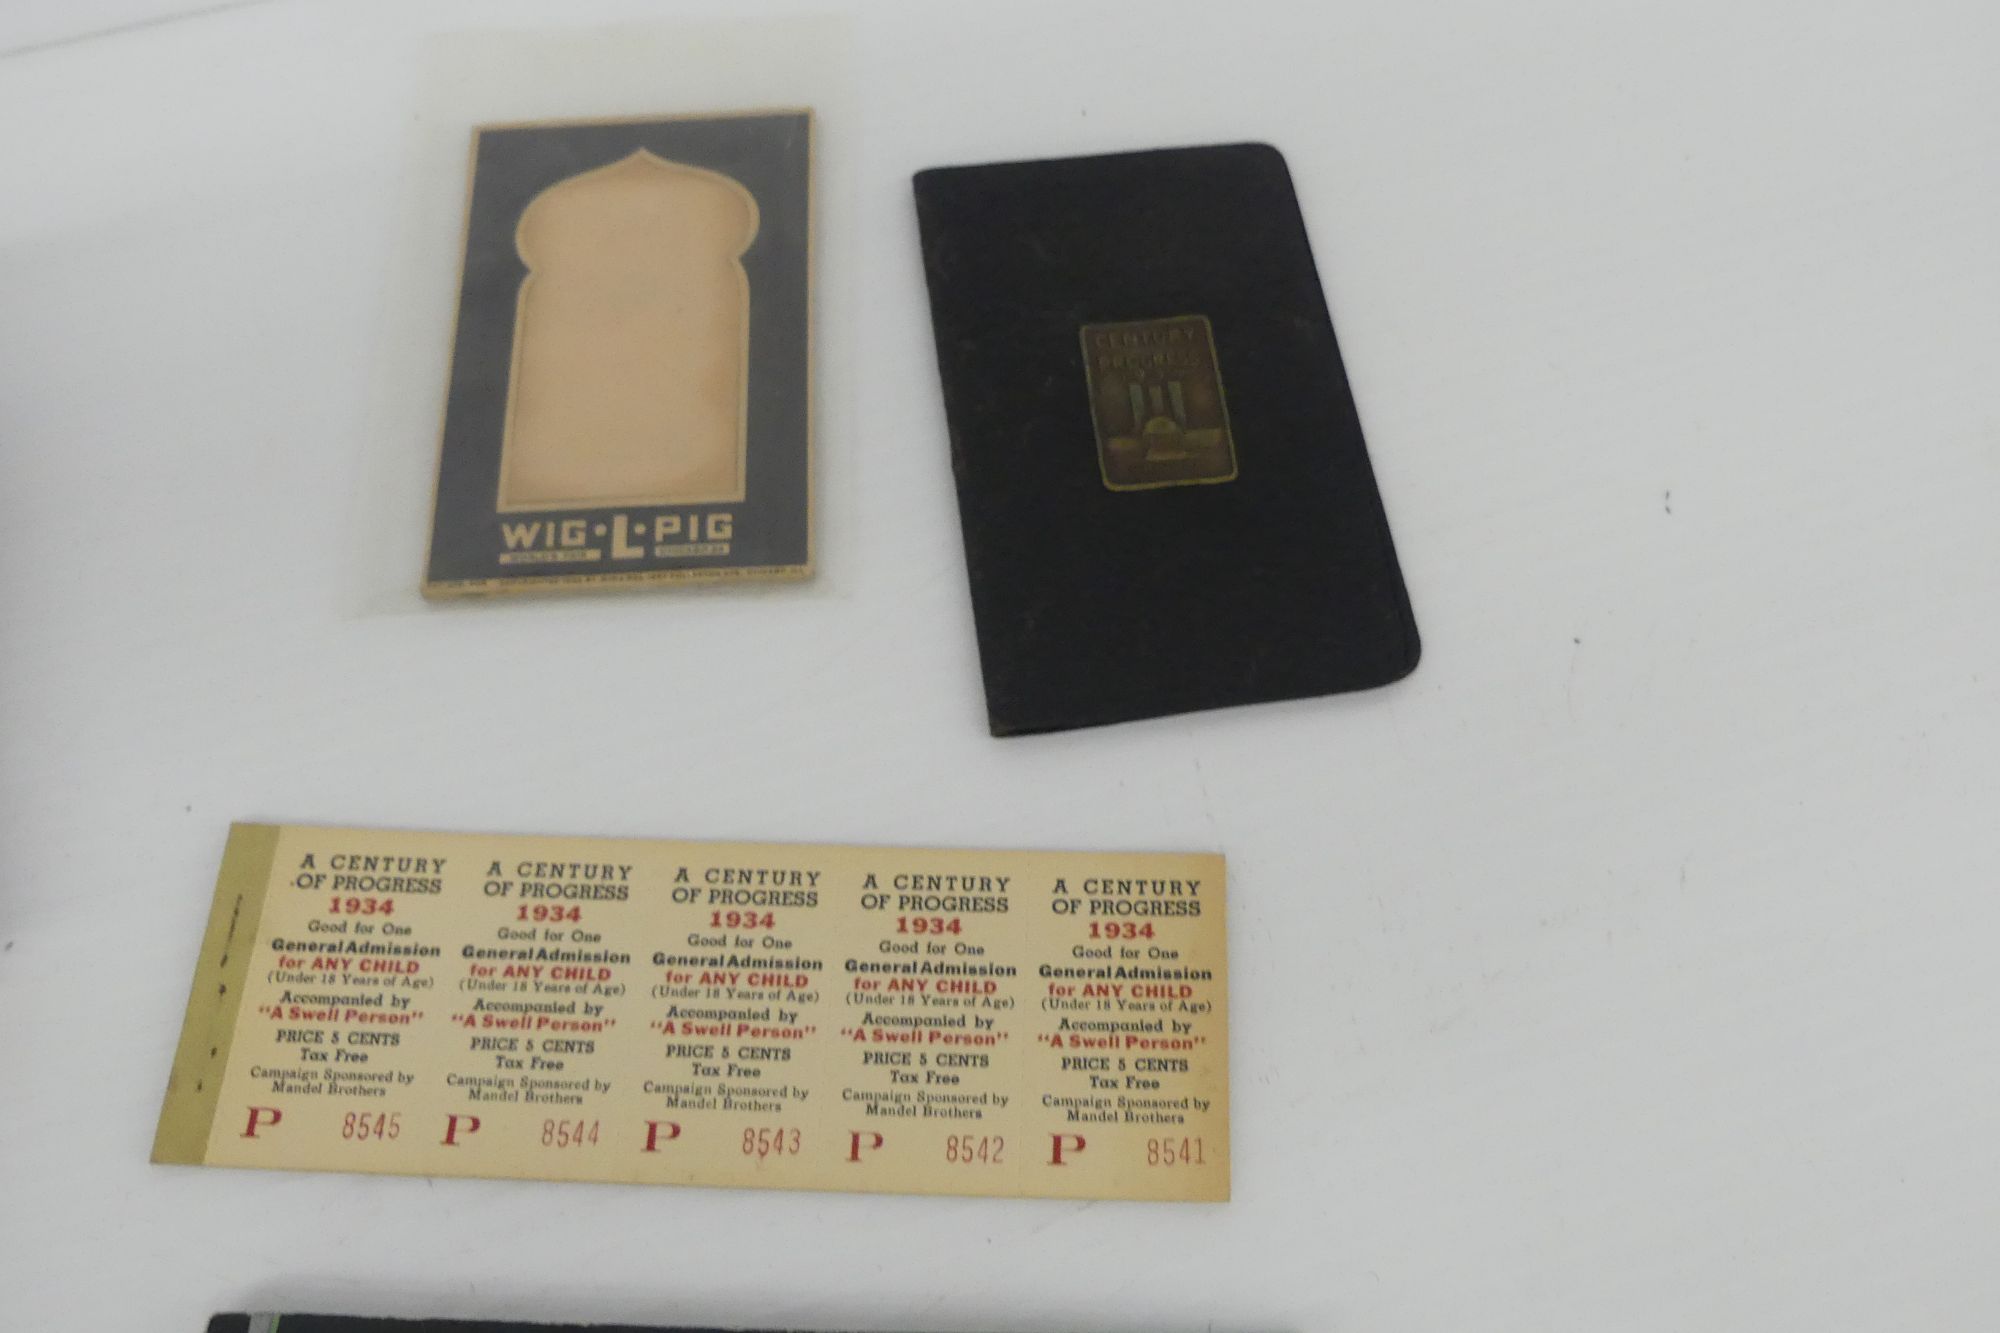 WIG·L·PIG
WORLD'S FAIR
CENTURY
PROGRESS
A CENTURY
OF PROGRESS
1934
Good for One
General Admission
for ANY CHILD
(Under 18 Years of Age)
Accompanied by
"A Swell Person"
PRICE 5 CENTS
Tax Free
Campaign Sponsored by
Mandel Brothers
P 8545
A CENTURY
OF PROGRESS
1934
Good for One
General Admission
for ANY CHILD
(Under 18 Years of Age)
Accompanied by
"A Swell Person"
PRICE 5 CENTS
Tax Free
Campaign Sponsored by
Mandel Brothers
P 8544
A CENTURY
OF PROGRESS
1934
Good for One
General Admission
for ANY CHILD
(Under 18 Years of Age)
Accompanied by
"A Swell Person"
PRICE 5 CENTS
Tax Free
Campaign Sponsored by
Mandel Brothers
P 8543
A CENTURY
OF PROGRESS
1934
Good for One
General Admission
for ANY CHILD
(Under 18 Years of Age)
Accompanied by
"A Swell Person"
PRICE 5 CENTS
Tax Free
Campaign Sponsored by
Mandel Brothers
P 8542
A CENTURY
OF PROGRESS
1934
Good for One
General Admission
for ANY CHILD
(Under 18 Years of Age)
Accompanied by
"A Swell Person"
PRICE 5 CENTS
Tax Free
Campaign Sponsored by
Mandel Brothers
P 8541